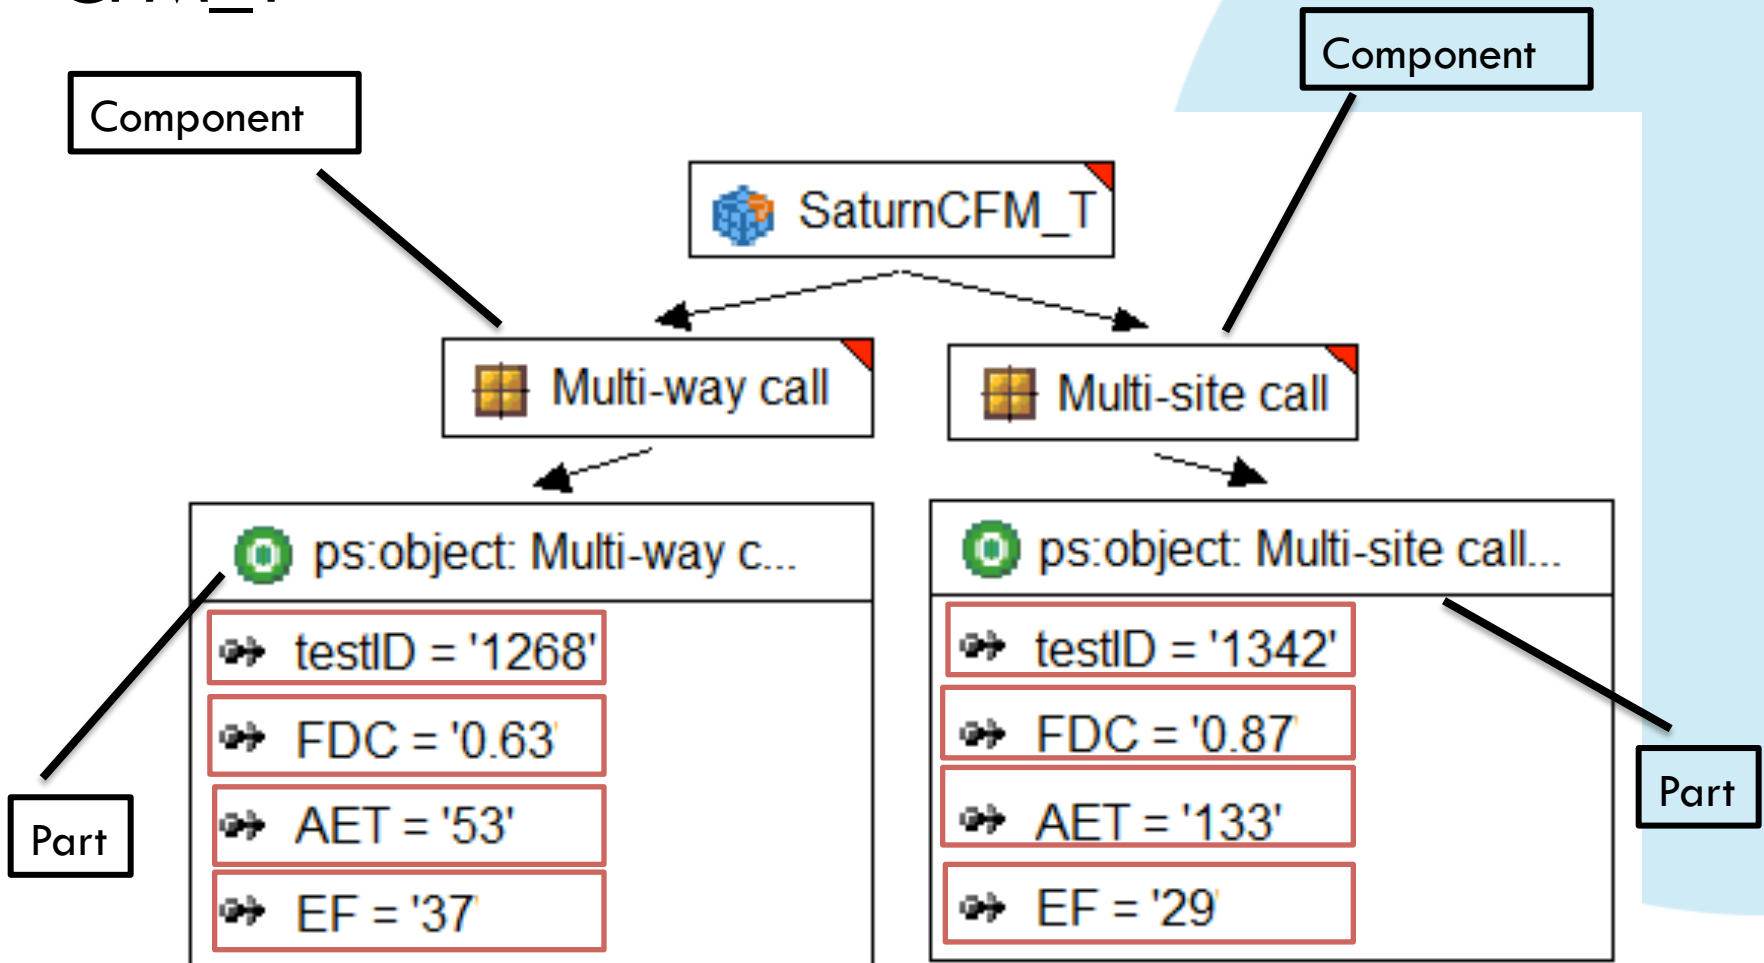 CFM_T
Component
Component
SaturnCFM_T
Multi-way call
Multi-site call
ps:object: Multi-way c...
ps:object: Multi-site call...
testID = '1268'
testID = '1342'
FDC = '0.63'
FDC = '0.87'
AET = '53'
AET = '133'
EF = '37'
EF = '29'
Part
Part